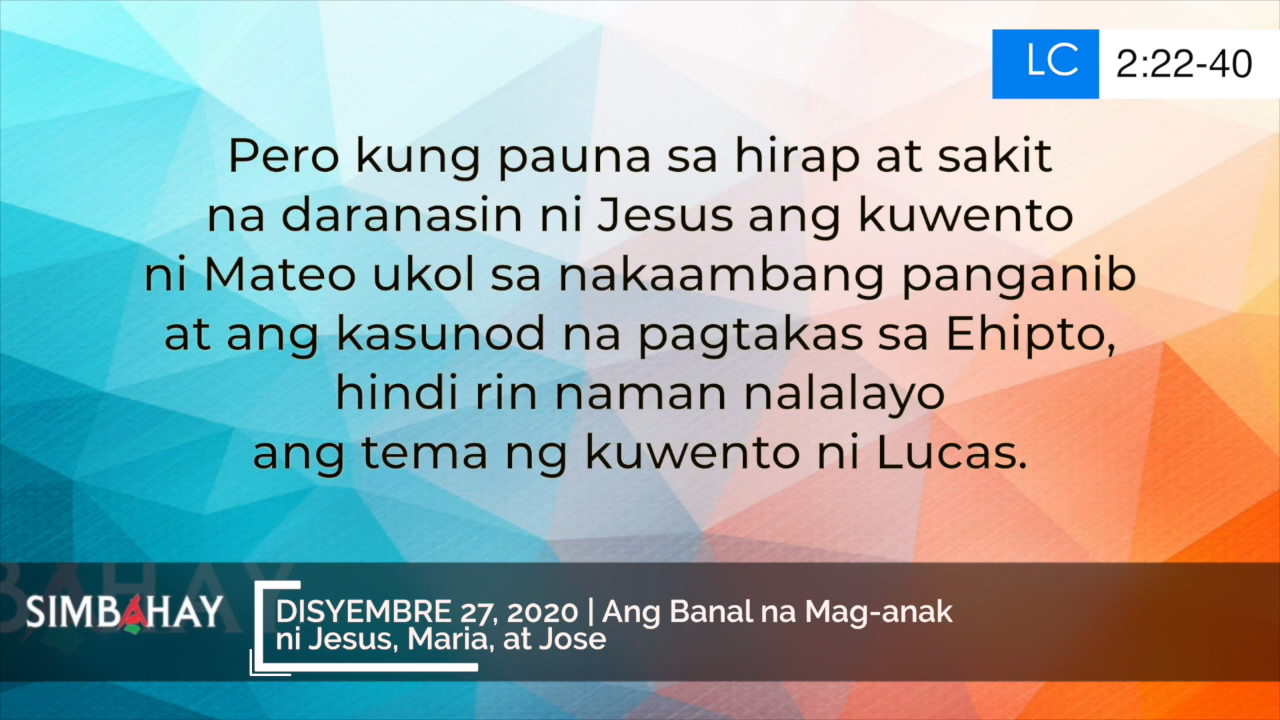 LC 2:22-40
Pero kung pauna sa hirap at sakit
na daranasin ni Jesus ang kuwento
ni Mateo ukol sa nakaambang panganib
at ang kasunod na pagtakas sa Ehipto,
hindi rin naman nalalayo
ang tema ng kuwento ni Lucas.
SIMBAHAY
DISYEMBRE 27, 2020 | Ang Banal na Mag-anak
ni Jesus, Maria, at Jose